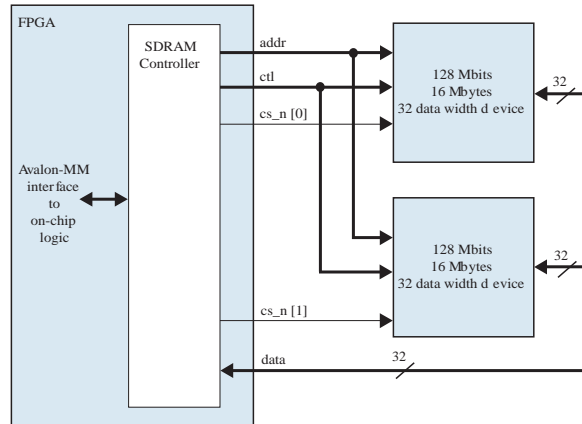 FPGA
SDRAM
Controller
addr
ctl
cs_n [0]
128 Mbits
16 Mbytes
32 data width d evice
32
Avalon-MM
interface
to
on-chip
logic
128 Mbits
16 Mbytes
32 data width d evice
32
cs_n [1]
data
32